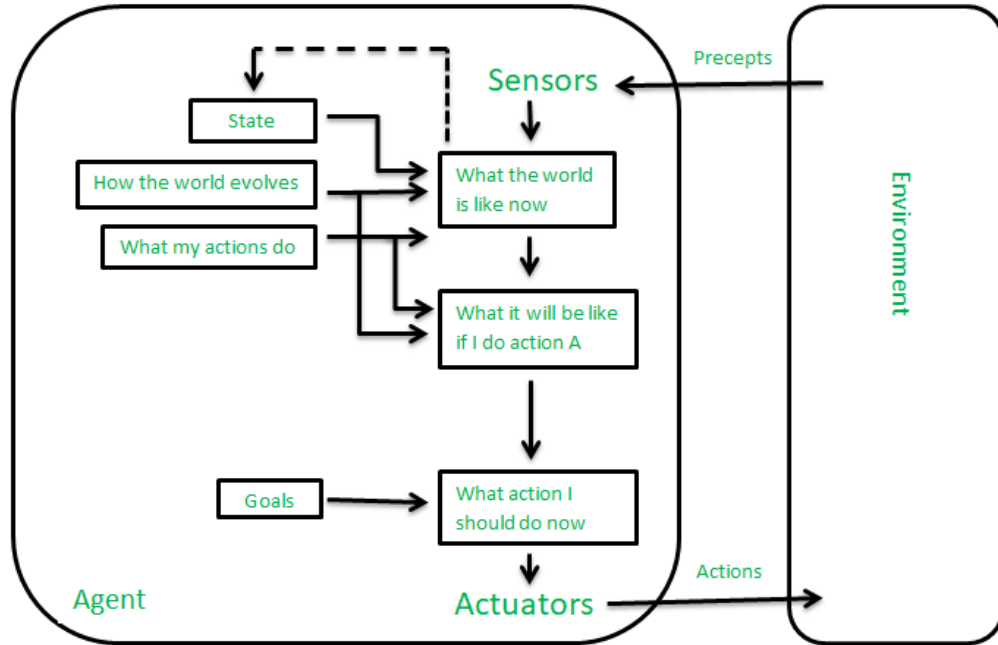 Precepts
Sensors
State
How the world evolves
What the world
is like now
What my actions do
What it will be like
if I do action A
Environment
Goals
What action I
should do now
Agent
Actuators
Actions